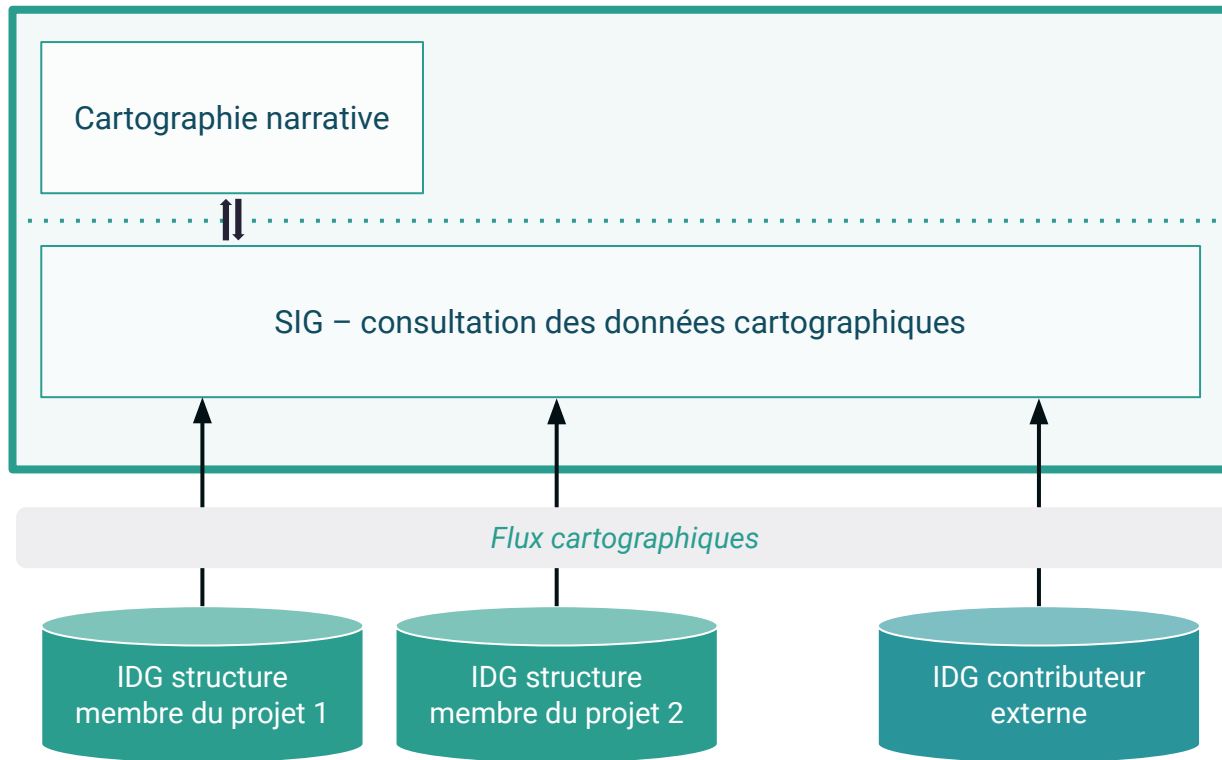 Cartographie narrative
SIG – consultation des données cartographiques
Flux cartographiques
IDG structure
membre du projet 1
IDG structure
membre du projet 2
IDG contributeur
externe